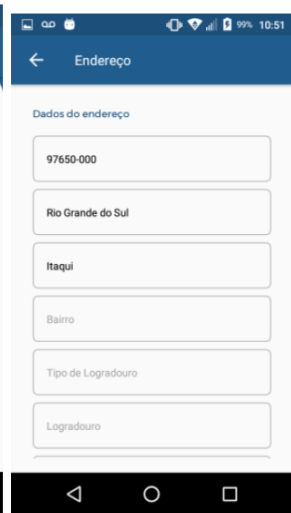 99% 10:51
Endereço
Dados do endereço
97650-000
Rio Grande do Sul
Itaqui
Bairro
Tipo de Logradouro
Logradouro